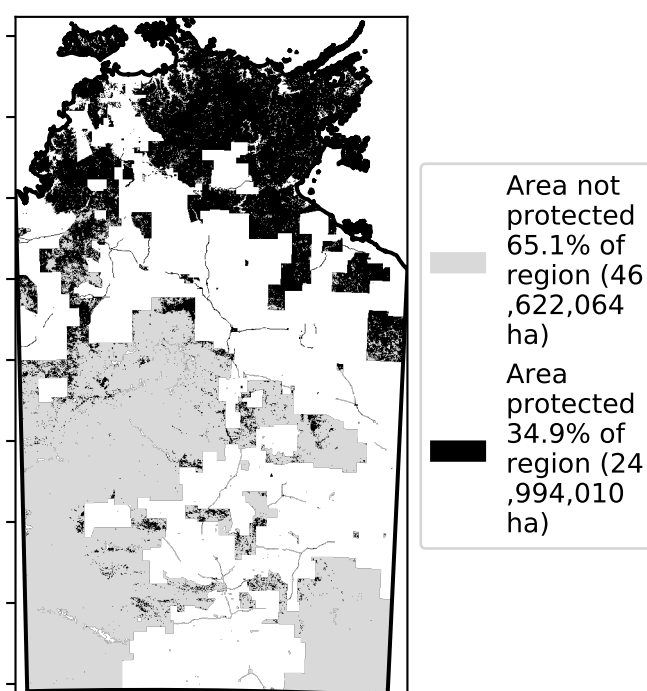 Area not
protected
65.1% of
region (46
,622,064
ha)
Area
protected
34.9% of
region (24
,994,010
ha)